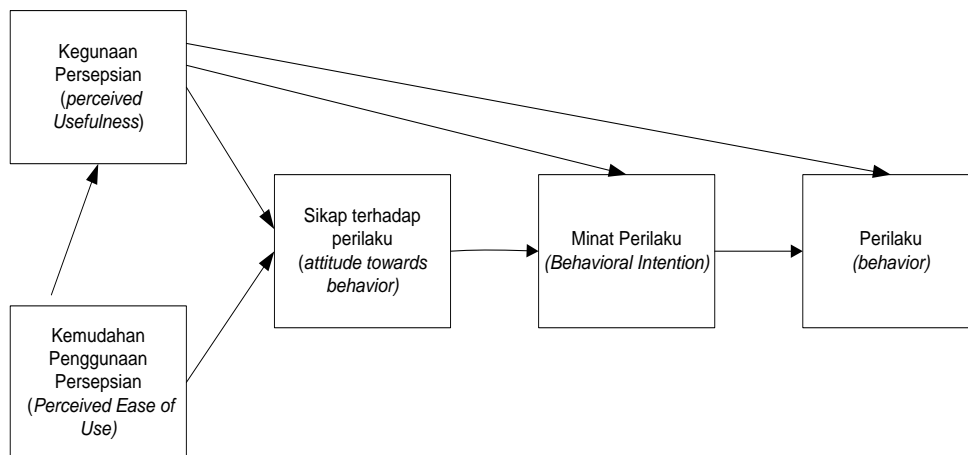 Kegunaan
Persepsian
(perceived
Usefulness)
Sikap terhadap
perilaku
(attitude towards
behavior)
Minat Perilaku
(Behavioral Intention)
Perilaku
(behavior)
Kemudahan
Penggunaan
Persepsian
(Perceived Ease of
Use)